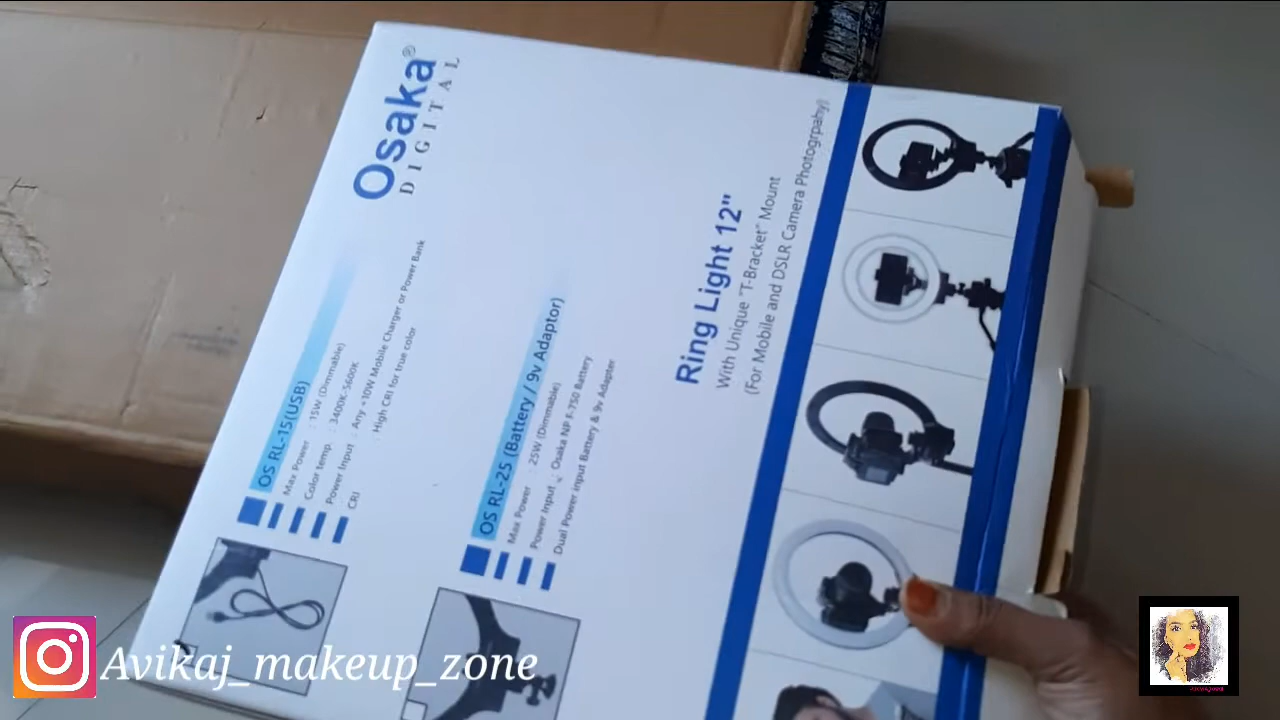 Osaka®
DIGITAL
OS RL-15(USB)
Max Power : 15W (Dimmable)
Color temp. : 3400K-5600K
Power Input : Any +10W Mobile Charger or Power Bank
CRI : High CRI for true color
OS RL-25 (Battery / 9v Adaptor)
Max Power : 25W (Dimmable)
Power Input : Osaka NP F-750 Battery
Dual Power input Battery & 9v Adapter
Ring Light 12"
With Unique "T-Bracket" Mount
(For Mobile and DSLR Camera Photogrpahy)
Avikaj_makeup_zone